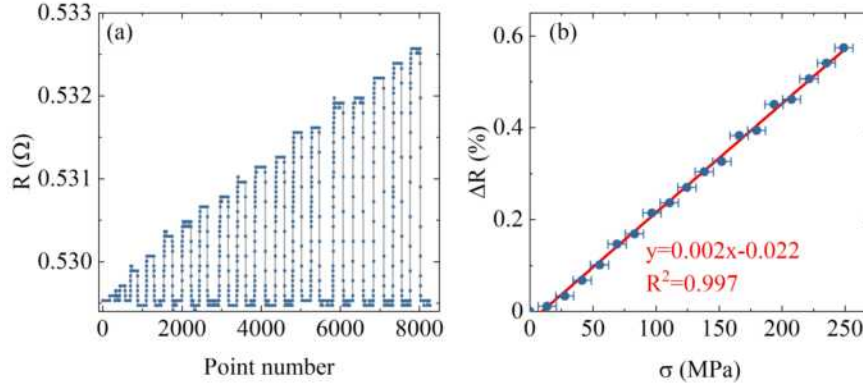 (a)
0.533
0.532
0.531
0.530
R (Ω)
0 2000 4000 6000 8000
Point number
(b)
0.6
0.4
0.2
0
ΔR (%)
y=0.002x-0.022
R²=0.997
0 50 100 150 200 250
σ (MPa)